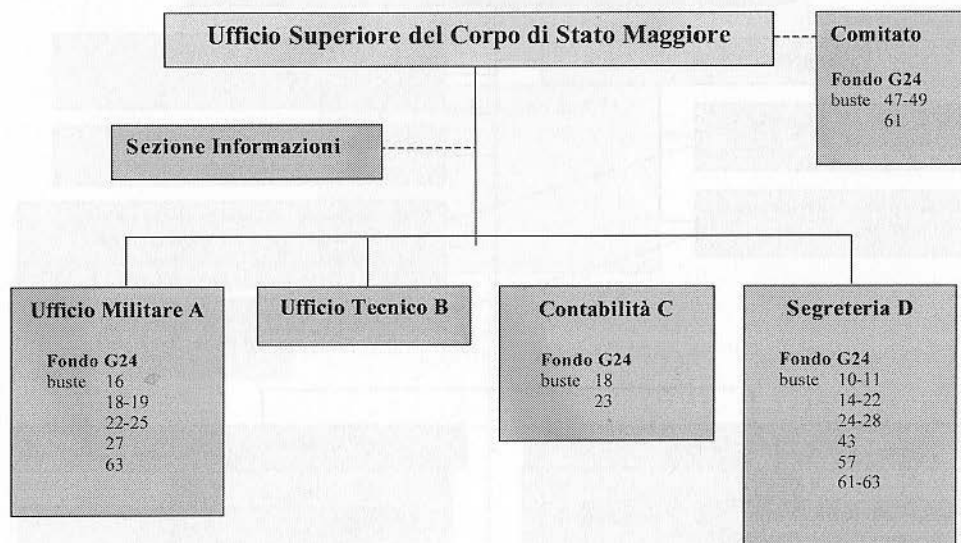 Ufficio Superiore del Corpo di Stato Maggiore
Comitato
Fondo G24
buste 47-49
61
Sezione Informazioni
Ufficio Militare A
Fondo G24
buste 16
18-19
22-25
27
63
Ufficio Tecnico B
Contabilità C
Fondo G24
buste 18
23
Segreteria D
Fondo G24
buste 10-11
14-22
24-28
43
57
61-63